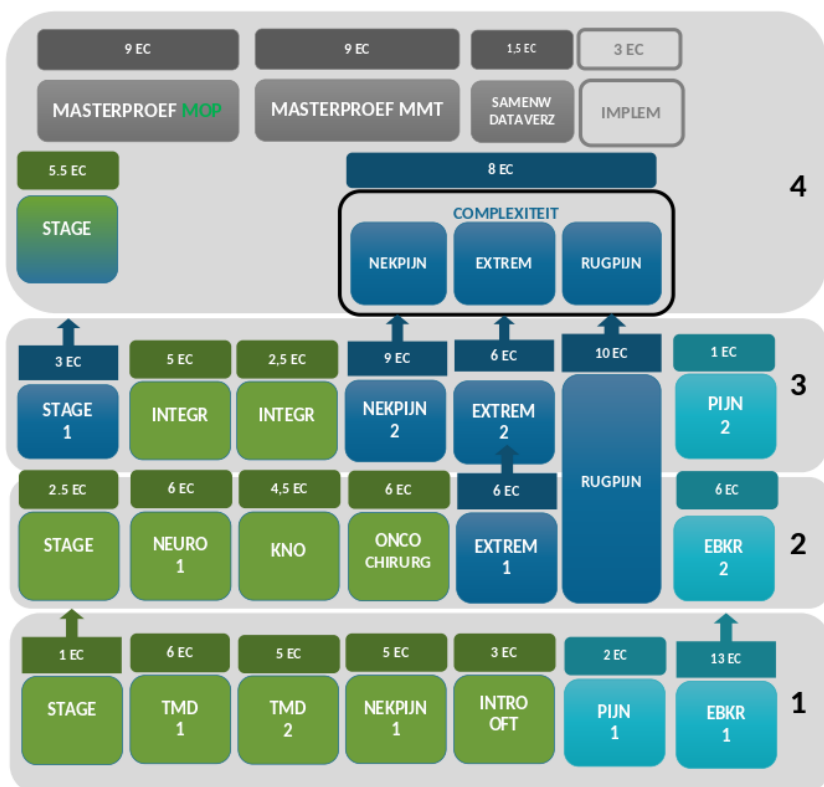 9 EC
9 EC
1,5 EC
3 EC
MASTERPROEF MOP
MASTERPROEF MMT
SAMENW
DATAVERZ
IMPLEM
5.5 EC
8 EC
STAGE
COMPLEXITEIT
NEKPIJN
EXTREM
RUGPIJN
4
3 EC
5 EC
2,5 EC
9 EC
6 EC
10 EC
1 EC
STAGE
1
INTEGR
INTEGR
NEKPIJN
2
EXTREM
2
RUGPIJN
PIJN
2
3
2.5 EC
6 EC
4,5 EC
6 EC
6 EC
6 EC
STAGE
NEURO
1
KNO
ONCO
CHIRURG
EXTREM
1
EBKR
2
2
1 EC
6 EC
5 EC
5 EC
3 EC
2 EC
13 EC
STAGE
TMD
1
TMD
2
NEKPIJN
1
INTRO
OFT
PIJN
1
EBKR
1
1